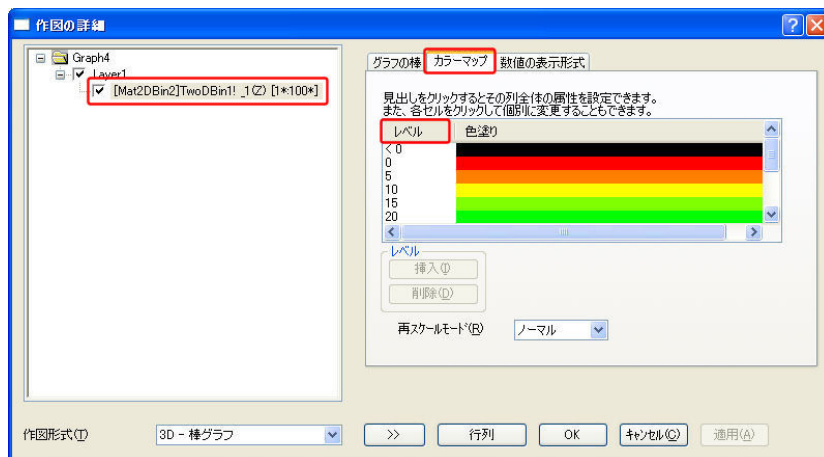 作図の詳細
Graph4
Layer1
[Mat2DBin2]TwoDBin1! _1(Z) [1*:100*]
グラフの棒 カラーマップ 数値の表示形式
見出しをクリックするとその列全体の属性を設定できます。
また、各セルをクリックして個別に変更することもできます。
レベル 色塗り
< 0
0
5
10
15
20
レベル
挿入(I)
削除(D)
再スケールモード(R) ノーマル
作図形式(T) 3D - 棒グラフ >> 行列 OK キャンセル(C) 適用(A)